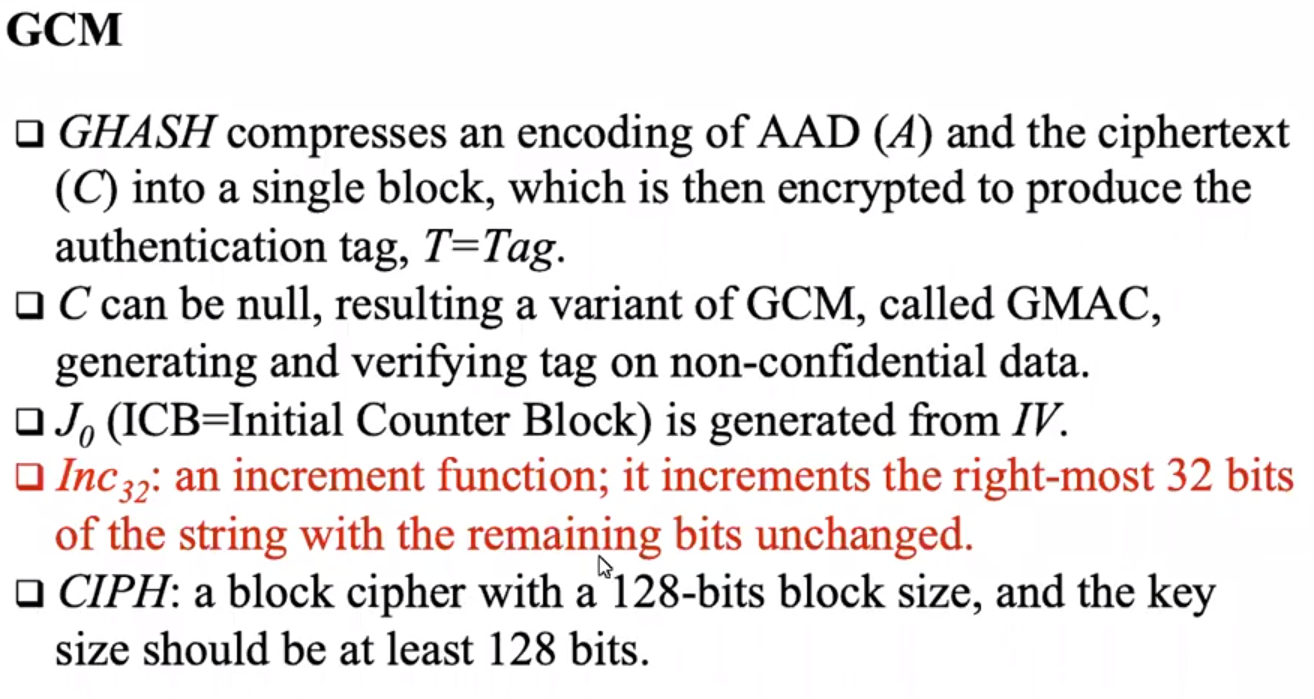 GCM
❑ GHASH compresses an encoding of AAD (A) and the ciphertext
(C) into a single block, which is then encrypted to produce the
authentication tag, T=Tag.
❑ C can be null, resulting a variant of GCM, called GMAC,
generating and verifying tag on non-confidential data.
❑ J₀ (ICB=Initial Counter Block) is generated from IV.
❑ Inc₃₂: an increment function; it increments the right-most 32 bits
of the string with the remaining bits unchanged.
❑ CIPH: a block cipher with a 128-bits block size, and the key
size should be at least 128 bits.